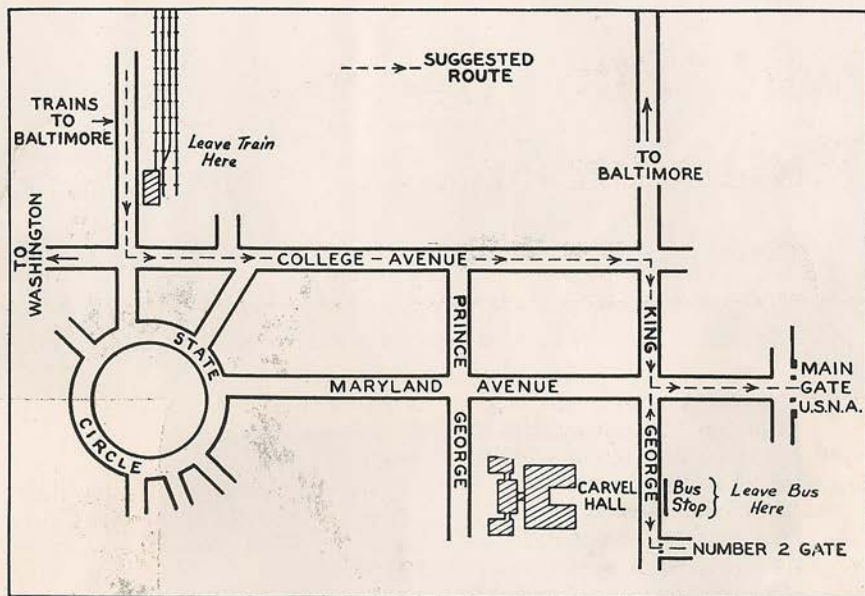 SUGGESTED
ROUTE
TRAINS
TO
BALTIMORE
Leave Train
Here
TO
BALTIMORE
TO
WASHINGTON
COLLEGE-AVENUE
PRINCE
KING
STATE
CIRCLE
MARYLAND AVENUE
MAIN
GATE
U.S.N.A.
GEORGE
GEORGE
CARVEL
HALL
Bus
Stop
Leave Bus
Here
NUMBER 2 GATE